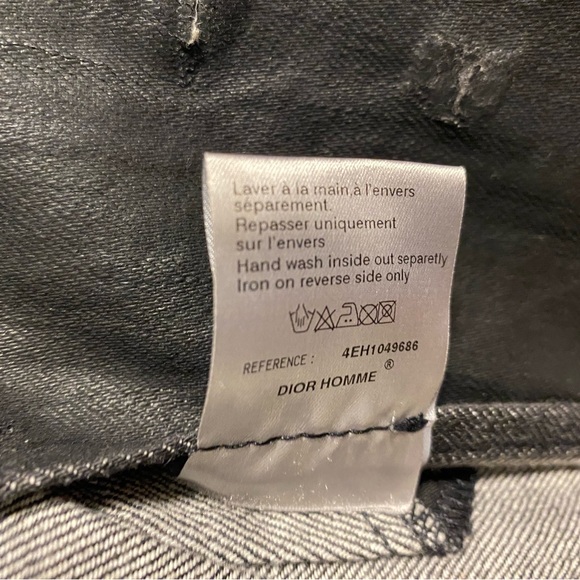 Laver à la main,à l'envers
séparement.
Repasser uniquement
sur l'envers
Hand wash inside out separetly
Iron on reverse side only
REFERENCE : 4EH1049686
DIOR HOMME ®